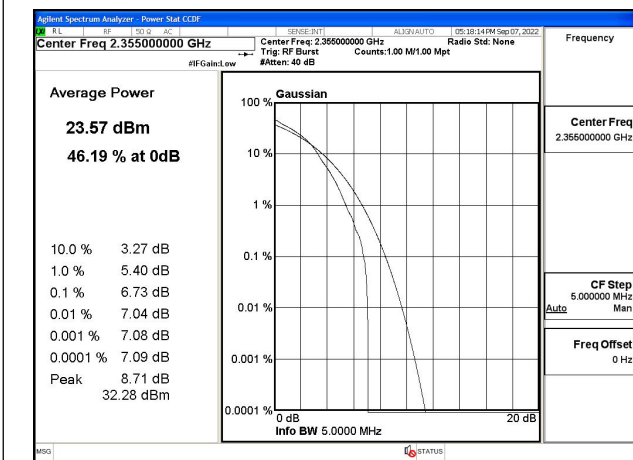 Agilent Spectrum Analyzer - Power Stat CCDF
RL RF 50 Ω AC SENSE:INT ALIGN AUTO 05:18:14 PM Sep 07, 2022
Center Freq 2.355000000 GHz
Center Freq: 2.355000000 GHz Radio Std: None
Trig: RF Burst Counts:1.00 M/1.00 Mpt
#IFGain:Low #Atten: 40 dB
Frequency
Average Power
23.57 dBm
46.19 % at 0dB
10.0 % 3.27 dB
1.0 % 5.40 dB
0.1 % 6.73 dB
0.01 % 7.04 dB
0.001 % 7.08 dB
0.0001 % 7.09 dB
Peak 8.71 dB
32.28 dBm
Gaussian
100 %
10 %
1 %
0.1 %
0.01 %
0.001 %
0.0001 %
0 dB 20 dB
Info BW 5.0000 MHz
Center Freq
2.355000000 GHz
CF Step
5.000000 MHz
Auto Man
Freq Offset
0 Hz
MSG STATUS